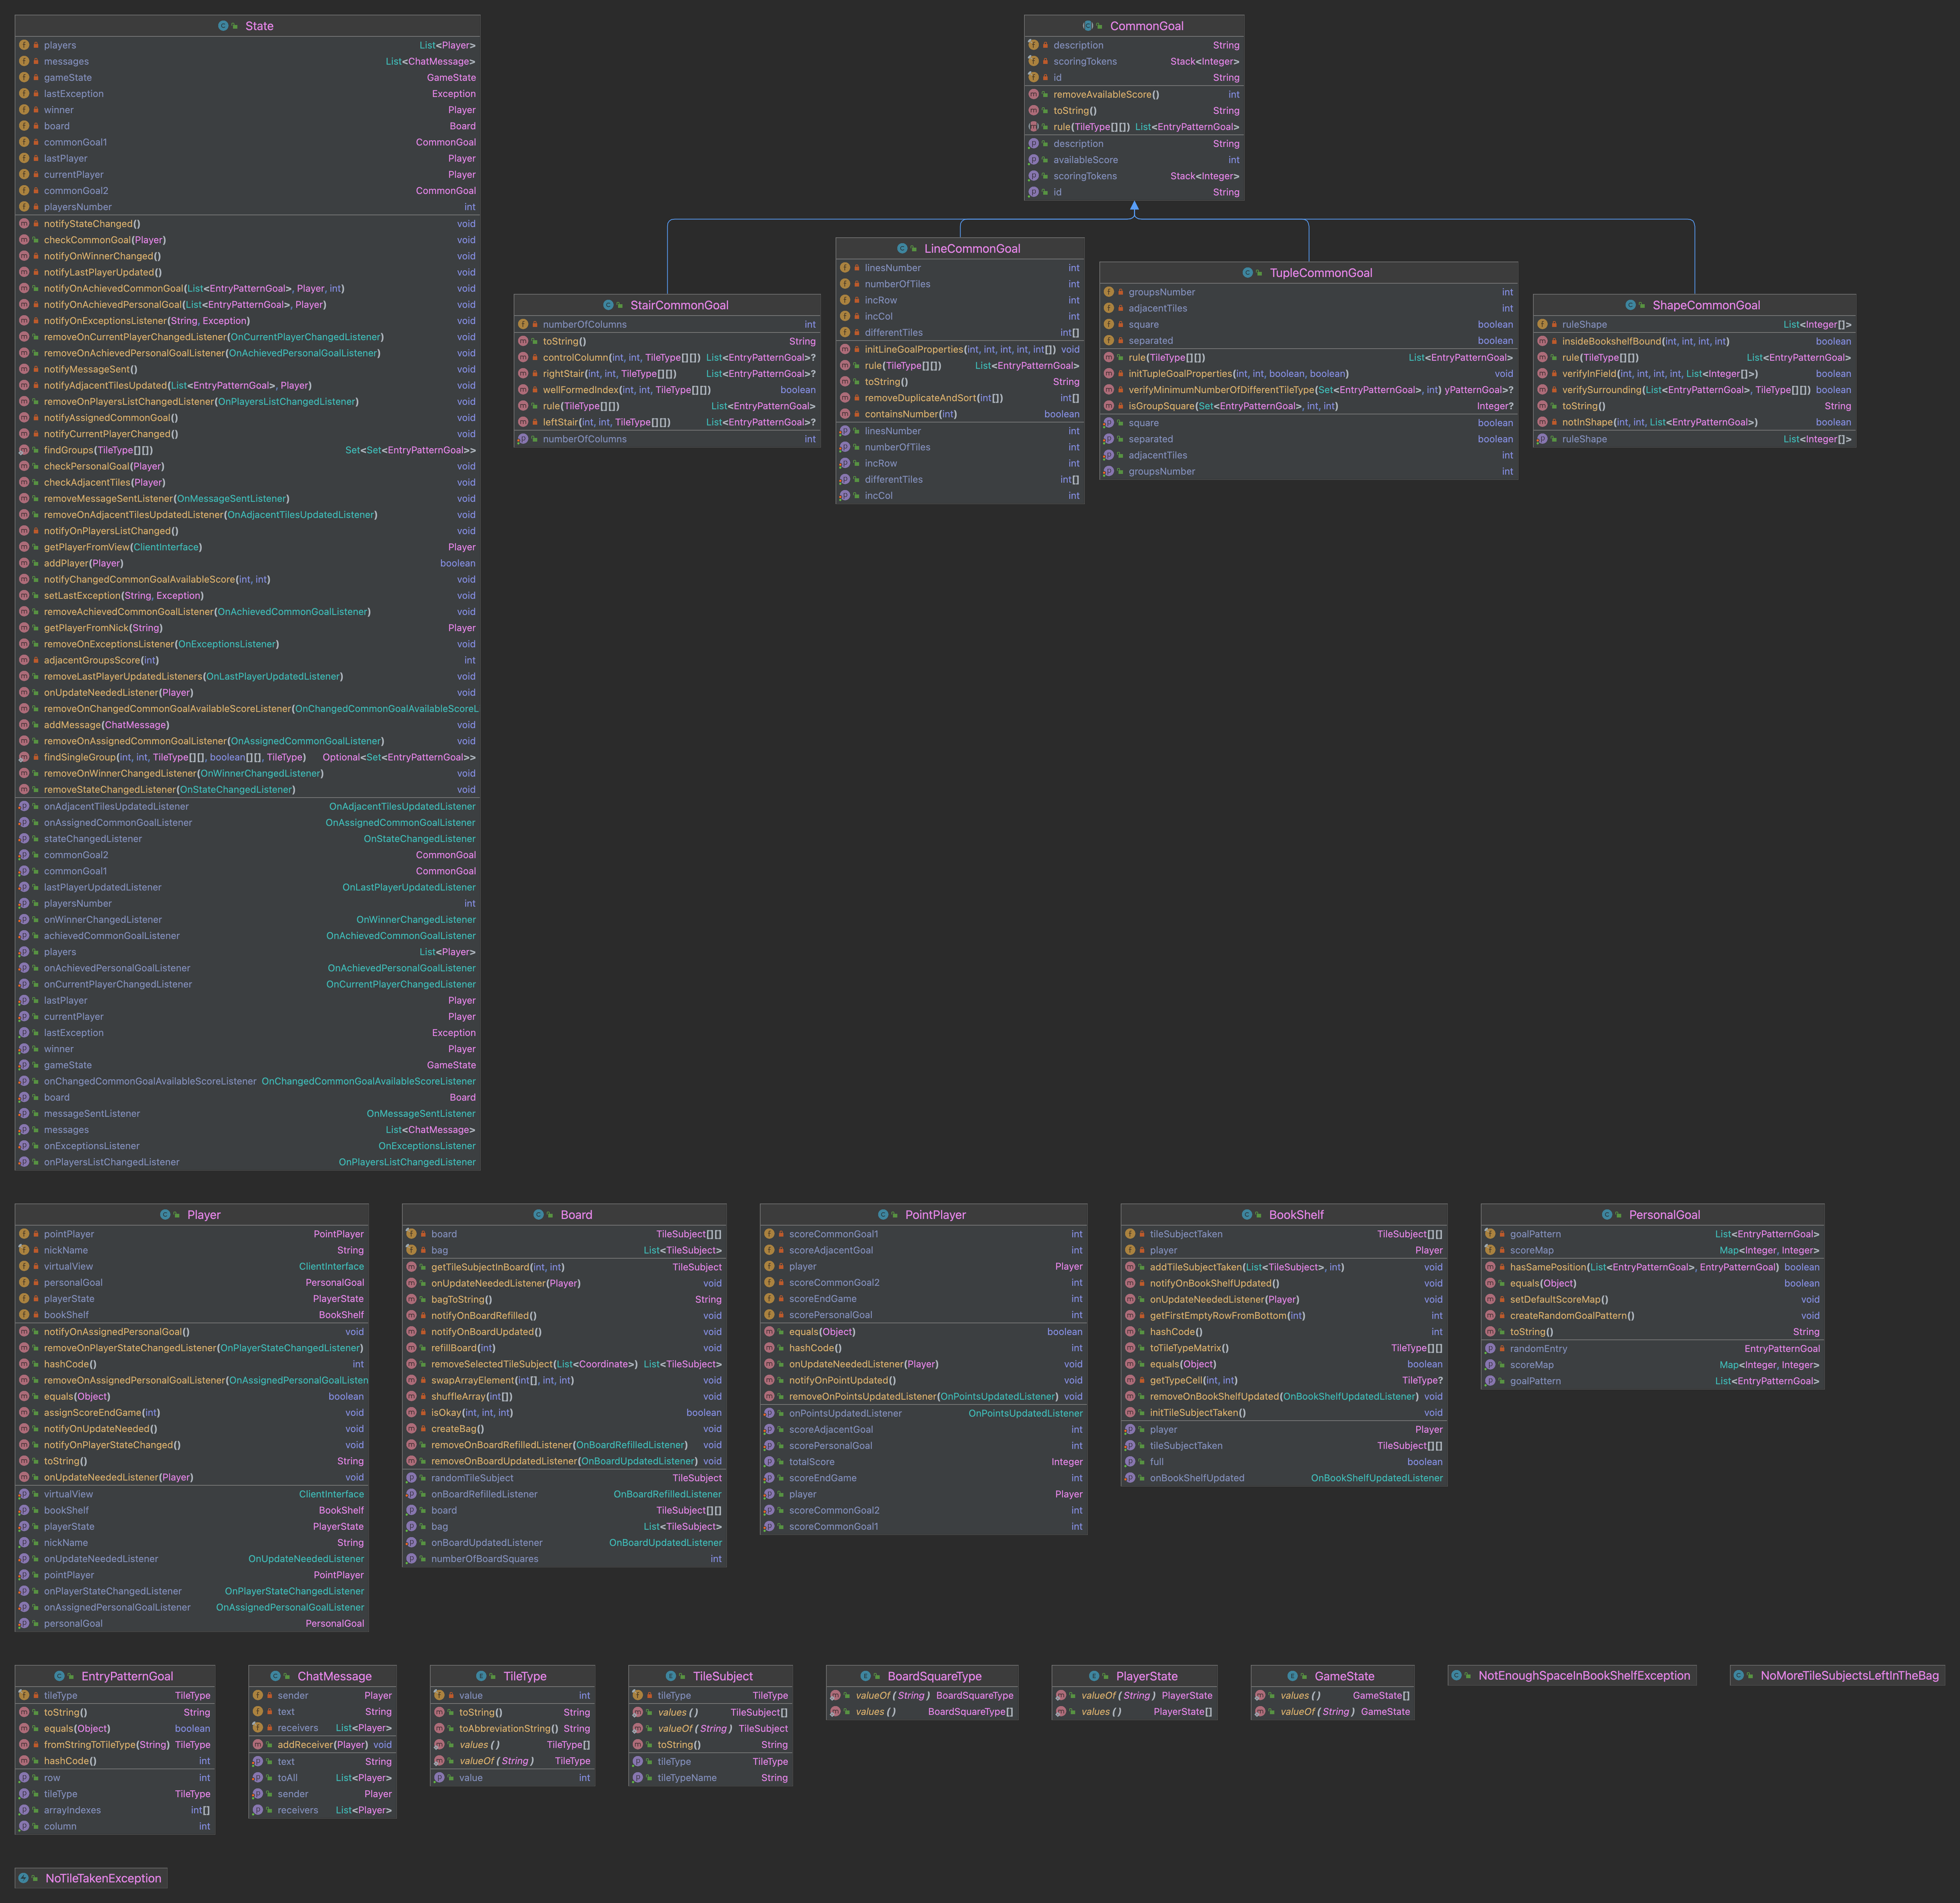 State
players List<Player>
messages List<ChatMessage>
gameState GameState
lastException Exception
winner Player
board Board
commonGoal1 CommonGoal
lastPlayer Player
currentPlayer Player
commonGoal2 CommonGoal
playersNumber int
notifyStateChanged() void
checkCommonGoal(Player) void
notifyOnWinnerChanged() void
notifyLastPlayerUpdated() void
notifyOnAchievedCommonGoal(List<EntryPatternGoal>, Player, int) void
notifyOnAchievedPersonalGoal(List<EntryPatternGoal>, Player) void
notifyOnExceptionsListener(String, Exception) void
removeOnCurrentPlayerChangedListener(OnCurrentPlayerChangedListener) void
removeOnAchievedPersonalGoalListener(OnAchievedPersonalGoalListener) void
notifyMessageSent() void
notifyAdjacentTilesUpdated(List<EntryPatternGoal>, Player) void
removeOnPlayersListChangedListener(OnPlayersListChangedListener) void
notifyAssignedCommonGoal() void
notifyCurrentPlayerChanged() void
findGroups(TileType[][]) Set<Set<EntryPatternGoal>>
checkPersonalGoal(Player) void
checkAdjacentTiles(Player) void
removeMessageSentListener(OnMessageSentListener) void
removeOnAdjacentTilesUpdatedListener(OnAdjacentTilesUpdatedListener) void
notifyOnPlayersListChanged() void
getPlayerFromView(ClientInterface) Player
addPlayer(Player) boolean
notifyChangedCommonGoalAvailableScore(int, int) void
setLastException(String, Exception) void
removeAchievedCommonGoalListener(OnAchievedCommonGoalListener) void
getPlayerFromNick(String) Player
removeOnExceptionsListener(OnExceptionsListener) void
adjacentGroupsScore(int) int
removeLastPlayerUpdatedListeners(OnLastPlayerUpdatedListener) void
onUpdateNeededListener(Player) void
removeOnChangedCommonGoalAvailableScoreListener(OnChangedCommonGoalAvailableScoreL
addMessage(ChatMessage) void
removeOnAssignedCommonGoalListener(OnAssignedCommonGoalListener) void
findSingleGroup(int, int, TileType[][], boolean[][], TileType) Optional<Set<EntryPatternGoal>>
removeOnWinnerChangedListener(OnWinnerChangedListener) void
removeStateChangedListener(OnStateChangedListener) void
onAdjacentTilesUpdatedListener OnAdjacentTilesUpdatedListener
onAssignedCommonGoalListener OnAssignedCommonGoalListener
stateChangedListener OnStateChangedListener
commonGoal2 CommonGoal
commonGoal1 CommonGoal
lastPlayerUpdatedListener OnLastPlayerUpdatedListener
playersNumber int
onWinnerChangedListener OnWinnerChangedListener
achievedCommonGoalListener OnAchievedCommonGoalListener
players List<Player>
onAchievedPersonalGoalListener OnAchievedPersonalGoalListener
onCurrentPlayerChangedListener OnCurrentPlayerChangedListener
lastPlayer Player
currentPlayer Player
lastException Exception
winner Player
gameState GameState
onChangedCommonGoalAvailableScoreListener OnChangedCommonGoalAvailableScoreListener
board Board
messageSentListener OnMessageSentListener
messages List<ChatMessage>
onExceptionsListener OnExceptionsListener
onPlayersListChangedListener OnPlayersListChangedListener
CommonGoal
description String
scoringTokens Stack<Integer>
id String
removeAvailableScore() int
toString() String
rule(TileType[][]) List<EntryPatternGoal>
description String
availableScore int
scoringTokens Stack<Integer>
id String
StairCommonGoal
numberOfColumns int
toString() String
controlColumn(int, int, TileType[][]) List<EntryPatternGoal>?
rightStair(int, int, TileType[][]) List<EntryPatternGoal>?
wellFormedIndex(int, int, TileType[][]) boolean
rule(TileType[][]) List<EntryPatternGoal>
leftStair(int, int, TileType[][]) List<EntryPatternGoal>?
numberOfColumns int
LineCommonGoal
linesNumber int
numberOfTiles int
incRow int
incCol int
differentTiles int[]
initLineGoalProperties(int, int, int, int, int[]) void
rule(TileType[][]) List<EntryPatternGoal>
toString() String
removeDuplicateAndSort(int[]) int[]
containsNumber(int) boolean
linesNumber int
numberOfTiles int
incRow int
differentTiles int[]
incCol int
TupleCommonGoal
groupsNumber int
adjacentTiles int
square boolean
separated boolean
rule(TileType[][]) List<EntryPatternGoal>
initTupleGoalProperties(int, int, boolean, boolean) void
verifyMinimumNumberOfDifferentTileType(Set<EntryPatternGoal>, int) yPatternGoal>?
isGroupSquare(Set<EntryPatternGoal>, int, int) Integer?
square boolean
separated boolean
adjacentTiles int
groupsNumber int
ShapeCommonGoal
ruleShape List<Integer[]>
insideBookshelfBound(int, int, int, int) boolean
rule(TileType[][]) List<EntryPatternGoal>
verifyInField(int, int, int, int, List<Integer[]>) boolean
verifySurrounding(List<EntryPatternGoal>, TileType[][]) boolean
toString() String
notInShape(int, int, List<EntryPatternGoal>) boolean
ruleShape List<Integer[]>
Player
pointPlayer PointPlayer
nickName String
virtualView ClientInterface
personalGoal PersonalGoal
playerState PlayerState
bookShelf BookShelf
notifyOnAssignedPersonalGoal() void
removeOnPlayerStateChangedListener(OnPlayerStateChangedListener)
hashCode() int
removeOnAssignedPersonalGoalListener(OnAssignedPersonalGoalListen
equals(Object) boolean
assignScoreEndGame(int) void
notifyOnUpdateNeeded() void
notifyOnPlayerStateChanged() void
toString() String
onUpdateNeededListener(Player) void
virtualView ClientInterface
bookShelf BookShelf
playerState PlayerState
nickName String
onUpdateNeededListener OnUpdateNeededListener
pointPlayer PointPlayer
onPlayerStateChangedListener OnPlayerStateChangedListener
onAssignedPersonalGoalListener OnAssignedPersonalGoalListener
personalGoal PersonalGoal
Board
board TileSubject[][]
bag List<TileSubject>
getTileSubjectInBoard(int, int) TileSubject
onUpdateNeededListener(Player) void
bagToString() String
notifyOnBoardRefilled() void
notifyOnBoardUpdated() void
refillBoard(int) void
removeSelectedTileSubject(List<Coordinate>) List<TileSubject>
swapArrayElement(int[], int, int) void
shuffleArray(int[]) void
isOkay(int, int, int) boolean
createBag() void
removeOnBoardRefilledListener(OnBoardRefilledListener) void
removeOnBoardUpdatedListener(OnBoardUpdatedListener) void
randomTileSubject TileSubject
onBoardRefilledListener OnBoardRefilledListener
board TileSubject[][]
bag List<TileSubject>
onBoardUpdatedListener OnBoardUpdatedListener
numberOfBoardSquares int
PointPlayer
scoreCommonGoal1 int
scoreAdjacentGoal int
player Player
scoreCommonGoal2 int
scoreEndGame int
scorePersonalGoal int
equals(Object) boolean
hashCode() int
onUpdateNeededListener(Player) void
notifyOnPointUpdated() void
removeOnPointsUpdatedListener(OnPointsUpdatedListener) void
onPointsUpdatedListener OnPointsUpdatedListener
scoreAdjacentGoal int
scorePersonalGoal int
totalScore Integer
scoreEndGame int
player Player
scoreCommonGoal2 int
scoreCommonGoal1 int
BookShelf
tileSubjectTaken TileSubject[][]
player Player
addTileSubjectTaken(List<TileSubject>, int) void
notifyOnBookShelfUpdated() void
onUpdateNeededListener(Player) void
getFirstEmptyRowFromBottom(int) int
hashCode() int
toTileTypeMatrix() TileType[][]
equals(Object) boolean
getTypeCell(int, int) TileType?
removeOnBookShelfUpdated(OnBookShelfUpdatedListener) void
initTileSubjectTaken() void
player Player
tileSubjectTaken TileSubject[][]
full boolean
onBookShelfUpdated OnBookShelfUpdatedListener
PersonalGoal
goalPattern List<EntryPatternGoal>
scoreMap Map<Integer, Integer>
hasSamePosition(List<EntryPatternGoal>, EntryPatternGoal) boolean
equals(Object) boolean
setDefaultScoreMap() void
createRandomGoalPattern() void
toString() String
randomEntry EntryPatternGoal
scoreMap Map<Integer, Integer>
goalPattern List<EntryPatternGoal>
EntryPatternGoal
tileType TileType
toString() String
equals(Object) boolean
fromStringToTileType(String) TileType
hashCode() int
row int
tileType TileType
arrayIndexes int[]
column int
ChatMessage
sender Player
text String
receivers List<Player>
addReceiver(Player) void
text String
toAll List<Player>
sender Player
receivers List<Player>
TileType
value int
toString() String
toAbbreviationString() String
values() TileType[]
valueOf(String) TileType
value int
TileSubject
tileType TileType
values() TileSubject[]
valueOf(String) TileSubject
toString() String
tileType TileType
tileTypeName String
BoardSquareType
valueOf(String) BoardSquareType
values() BoardSquareType[]
PlayerState
valueOf(String) PlayerState
values() PlayerState[]
GameState
values() GameState[]
valueOf(String) GameState
NotEnoughSpaceInBookShelfException
NoMoreTileSubjectsLeftInTheBag
NoTileTakenException